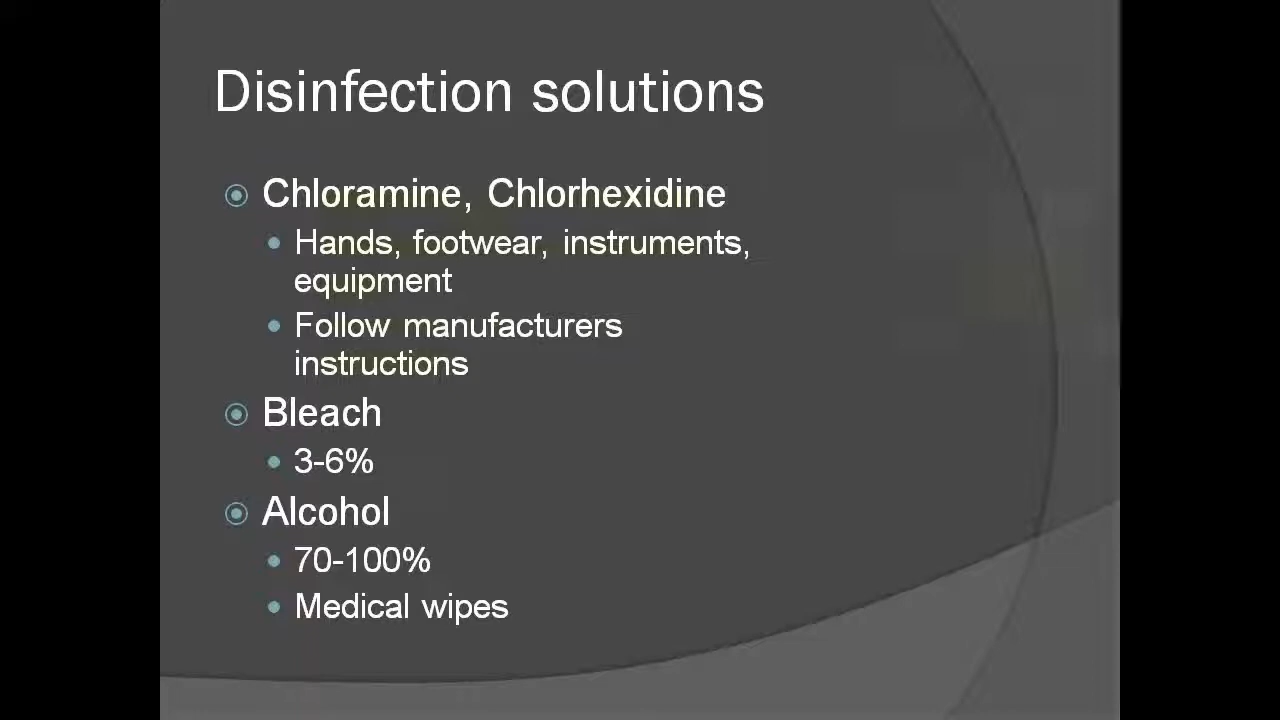 Disinfection solutions
Chloramine, Chlorhexidine
Hands, footwear, instruments,
equipment
Follow manufacturers
instructions
Bleach
3-6%
Alcohol
70-100%
Medical wipes